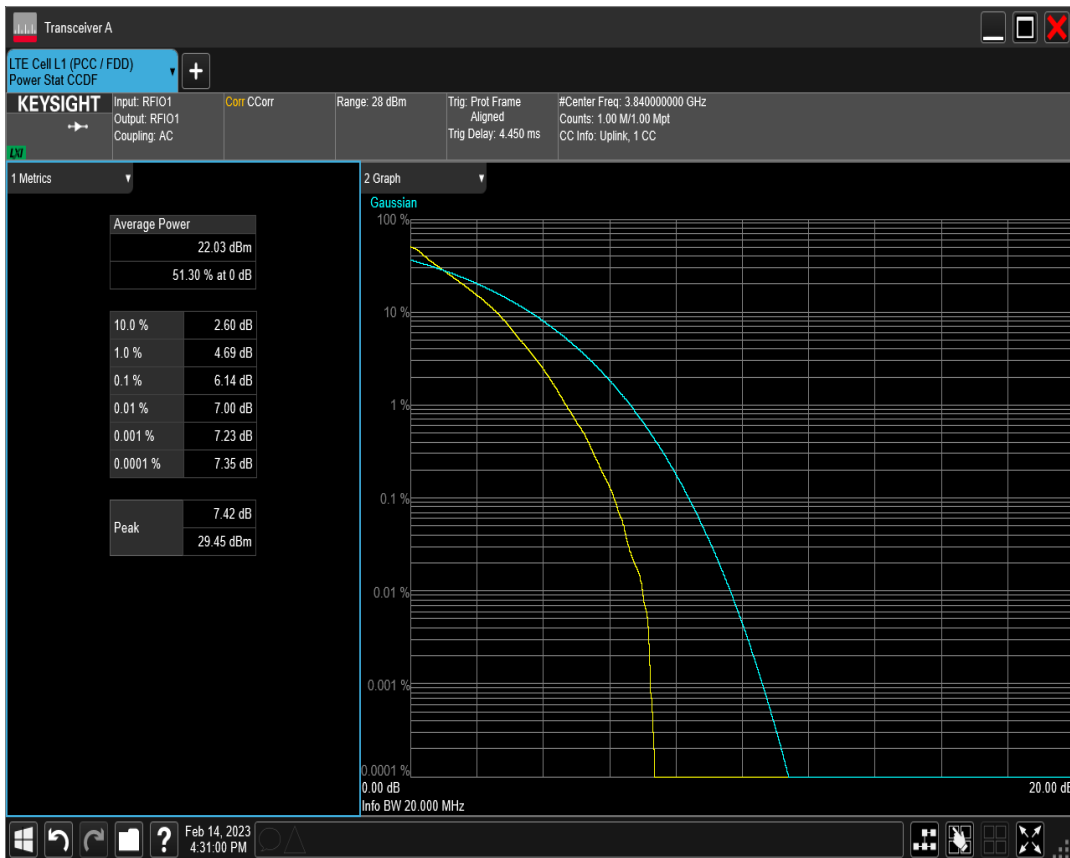 Transceiver A
LTE Cell L1 (PCC / FDD)
Power Stat CCDF
KEYSIGHT
LXI
Input: RFIO1
Output: RFIO1
Coupling: AC
Corr CCorr
Range: 28 dBm
Trig: Prot Frame
Aligned
Trig Delay: 4.450 ms
#Center Freq: 3.840000000 GHz
Counts: 1.00 M/1.00 Mpt
CC Info: Uplink, 1 CC
1 Metrics
Average Power
22.03 dBm
51.30 % at 0 dB
10.0 % 2.60 dB
1.0 % 4.69 dB
0.1 % 6.14 dB
0.01 % 7.00 dB
0.001 % 7.23 dB
0.0001 % 7.35 dB
Peak
7.42 dB
29.45 dBm
2 Graph
Gaussian
100 %
10 %
1 %
0.1 %
0.01 %
0.001 %
0.0001 %
0.00 dB 20.00 dB
Info BW 20.000 MHz
?
Feb 14, 2023
4:31:00 PM